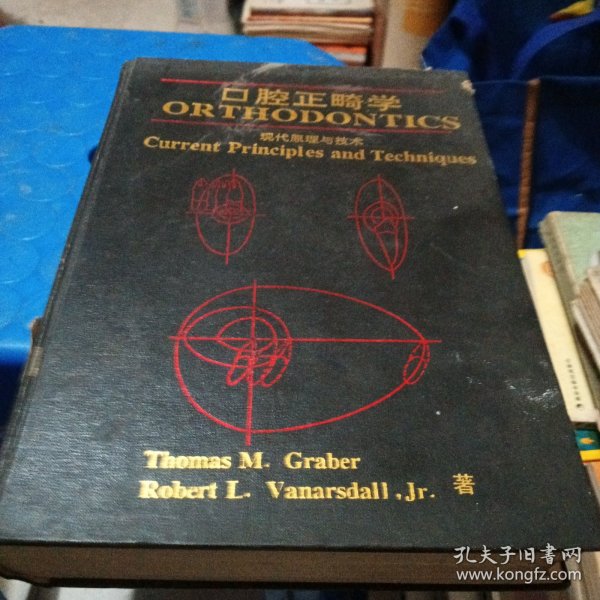 口腔正畸学
ORTHODONTICS
现代原理与技术
Current Principles and Techniques
Thomas M. Graber
Robert L. Vanarsdall, Jr. 著
孔夫子旧书网
www.kongfz.com